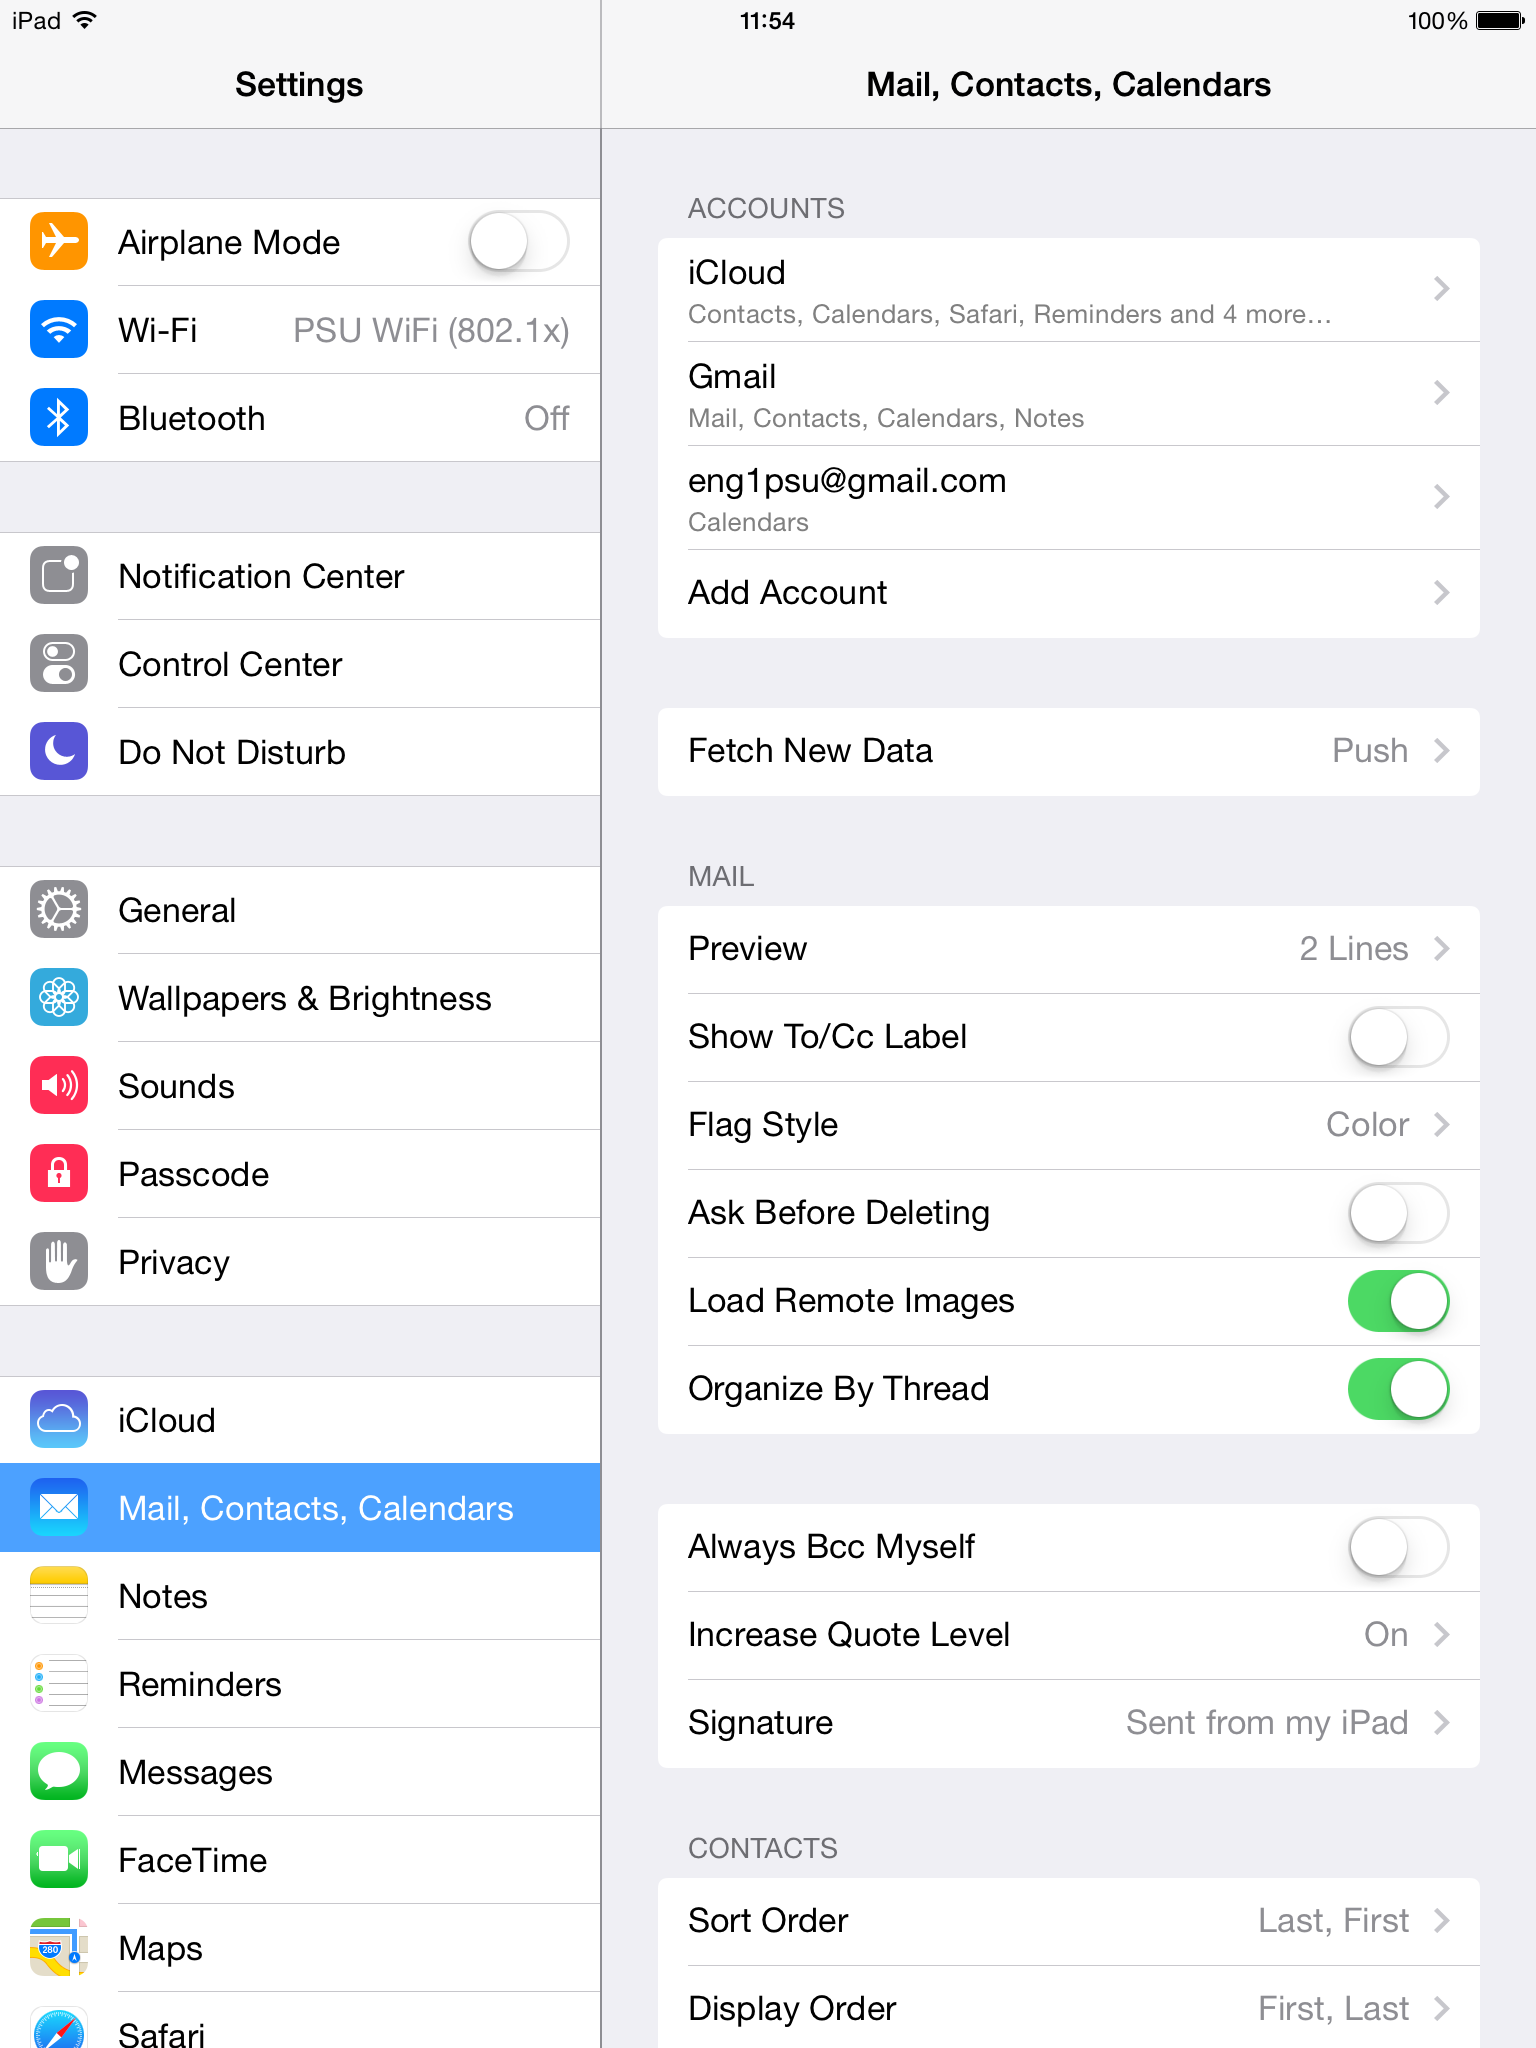 iPad 11:54 100%
Settings
Airplane Mode
Wi-Fi PSU WiFi (802.1x)
Bluetooth Off
Notification Center
Control Center
Do Not Disturb
General
Wallpapers & Brightness
Sounds
Passcode
Privacy
iCloud
Mail, Contacts, Calendars
Notes
Reminders
Messages
FaceTime
280
Maps
Safari
Mail, Contacts, Calendars
ACCOUNTS
iCloud
Contacts, Calendars, Safari, Reminders and 4 more...
Gmail
Mail, Contacts, Calendars, Notes
eng1psu@gmail.com
Calendars
Add Account
Fetch New Data Push
MAIL
Preview 2 Lines
Show To/Cc Label
Flag Style Color
Ask Before Deleting
Load Remote Images
Organize By Thread
Always Bcc Myself
Increase Quote Level On
Signature Sent from my iPad
CONTACTS
Sort Order Last, First
Display Order First, Last